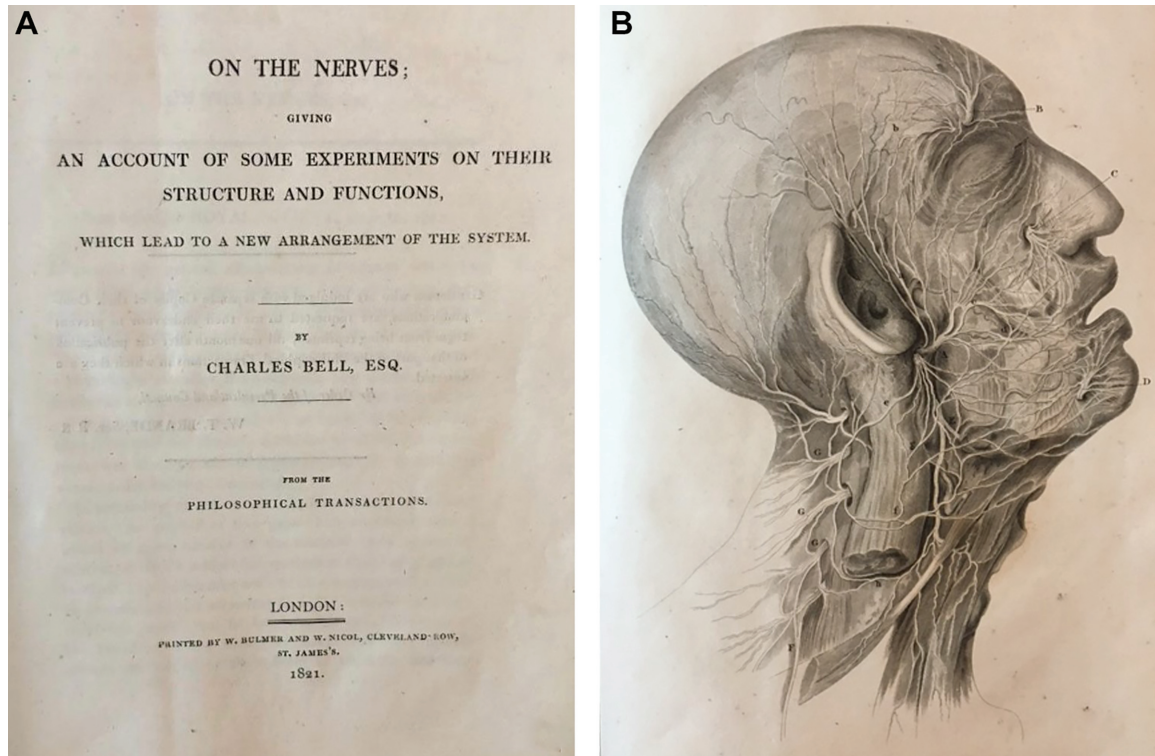 A
ON THE NERVES;
GIVING
AN ACCOUNT OF SOME EXPERIMENTS ON THEIR
STRUCTURE AND FUNCTIONS,
WHICH LEAD TO A NEW ARRANGEMENT OF THE SYSTEM.
BY
CHARLES BELL, ESQ.
FROM THE
PHILOSOPHICAL TRANSACTIONS.
LONDON:
PRINTED BY W. BULMER AND W. NICOL, CLEVELAND-ROW,
ST. JAMES'S.
1821.
B
B
b
C
A
D
e
G
G
f
G
h
F